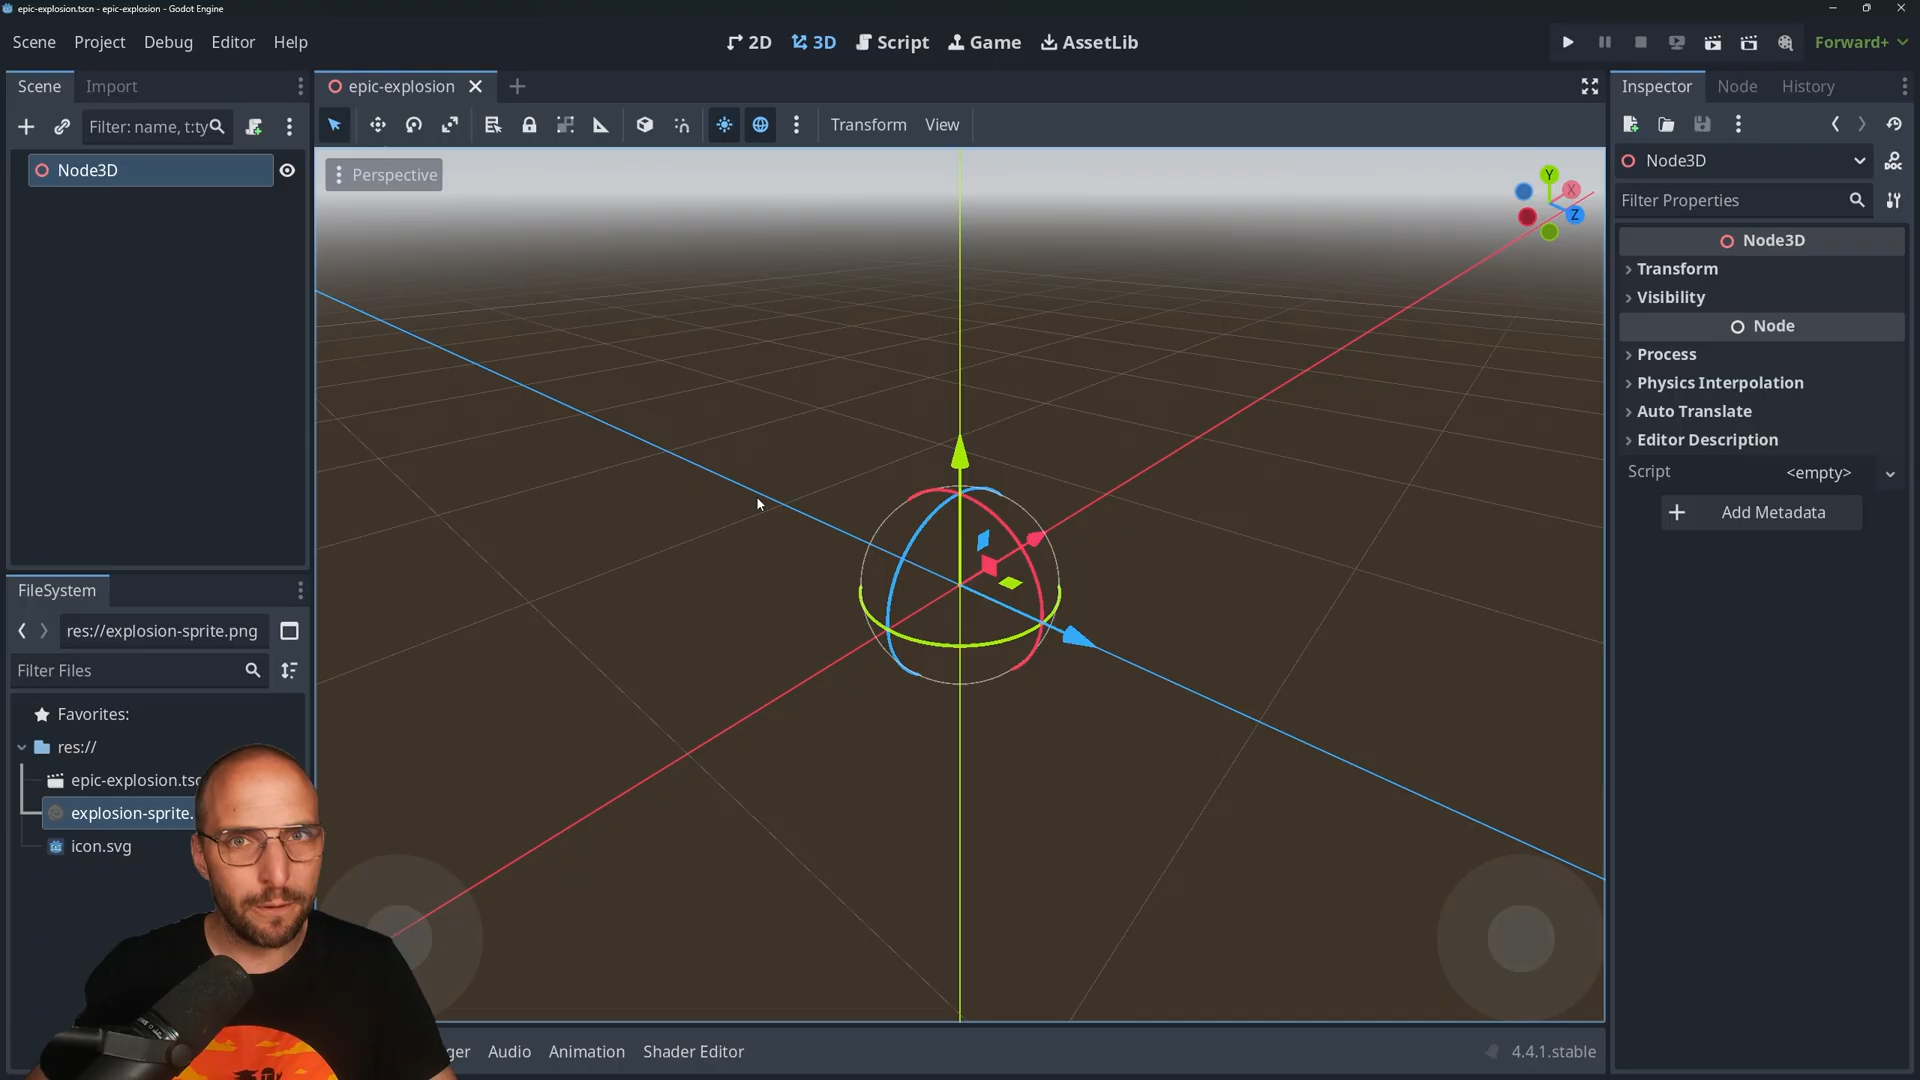 epic-explosion.tscn - epic-explosion - Godot Engine
Scene Project Debug Editor Help
2D 3D Script Game AssetLib
Forward+
Scene Import
epic-explosion
Inspector Node History
Filter: name, t:ty
Transform View
Node3D
Perspective
Y
X
Z
Node3D
Filter Properties
Node3D
Transform
Visibility
Node
Process
Physics Interpolation
Auto Translate
Editor Description
Script <empty>
Add Metadata
FileSystem
res://explosion-sprite.png
Filter Files
Favorites:
res://
epic-explosion.tsc
explosion-sprite.
icon.svg
ger Audio Animation Shader Editor
4.4.1.stable